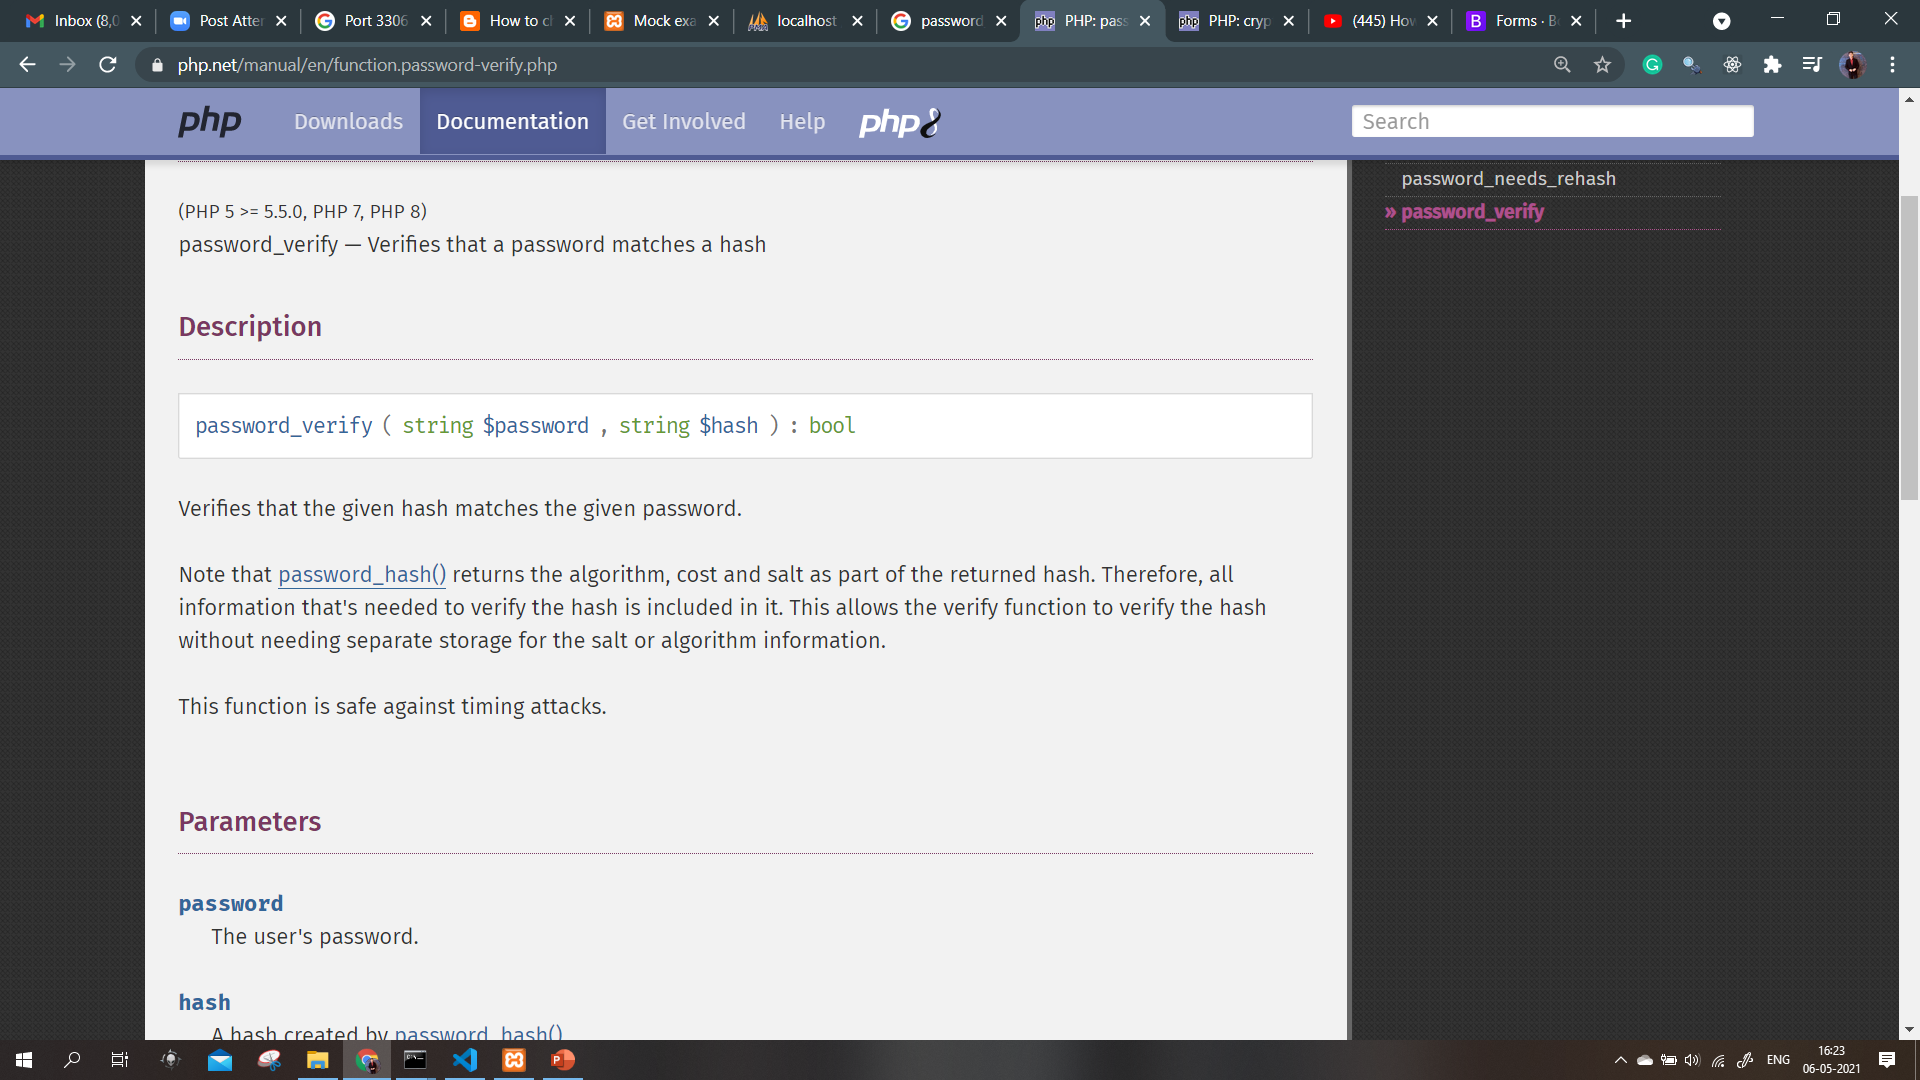 Inbox (8,0
Post Atter
Port 3306
How to ch
Mock exa
localhost
password
PHP: pass
PHP: cryp
(445) How
Forms · Bo
php.net/manual/en/function.password-verify.php
php
Downloads
Documentation
Get Involved
Help
php8
Search
password_needs_rehash
» password_verify
(PHP 5 >= 5.5.0, PHP 7, PHP 8)
password_verify — Verifies that a password matches a hash
Description
password_verify ( string $password , string $hash ) : bool
Verifies that the given hash matches the given password.
Note that password_hash() returns the algorithm, cost and salt as part of the returned hash. Therefore, all
information that's needed to verify the hash is included in it. This allows the verify function to verify the hash
without needing separate storage for the salt or algorithm information.
This function is safe against timing attacks.
Parameters
password
The user's password.
hash
A hash created by password_hash()
ENG
16:23
06-05-2021